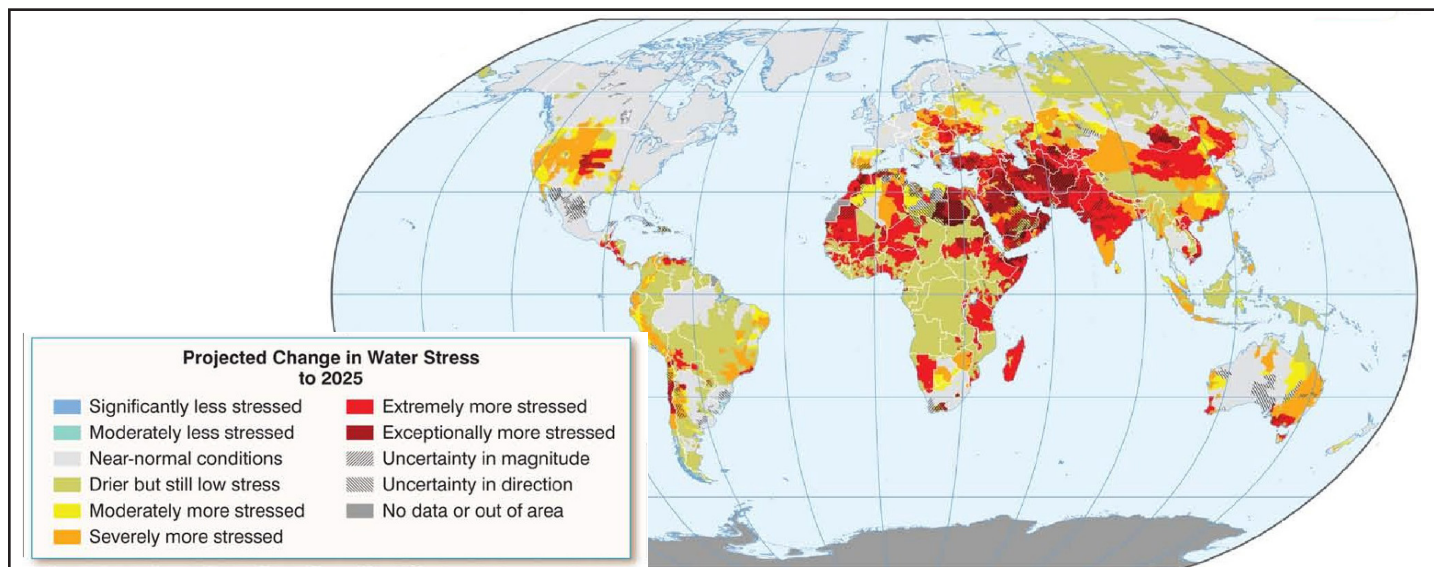 Projected Change in Water Stress
to 2025
Significantly less stressed
Moderately less stressed
Near-normal conditions
Drier but still low stress
Moderately more stressed
Severely more stressed
Extremely more stressed
Exceptionally more stressed
Uncertainty in magnitude
Uncertainty in direction
No data or out of area